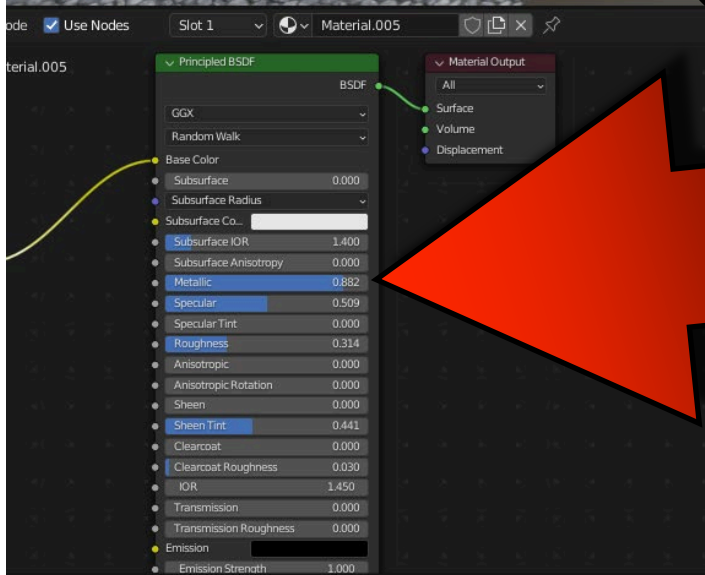 ode Use Nodes Slot 1 Material.005
terial.005
Principled BSDF
BSDF
GGX
Random Walk
Base Color
Subsurface 0.000
Subsurface Radius
Subsurface Co...
Subsurface IOR 1.400
Subsurface Anisotropy 0.000
Metallic 0.882
Specular 0.509
Specular Tint 0.000
Roughness 0.314
Anisotropic 0.000
Anisotropic Rotation 0.000
Sheen 0.000
Sheen Tint 0.441
Clearcoat 0.000
Clearcoat Roughness 0.030
IOR 1.450
Transmission 0.000
Transmission Roughness 0.000
Emission
Emission Strength 1.000
Material Output
All
Surface
Volume
Displacement